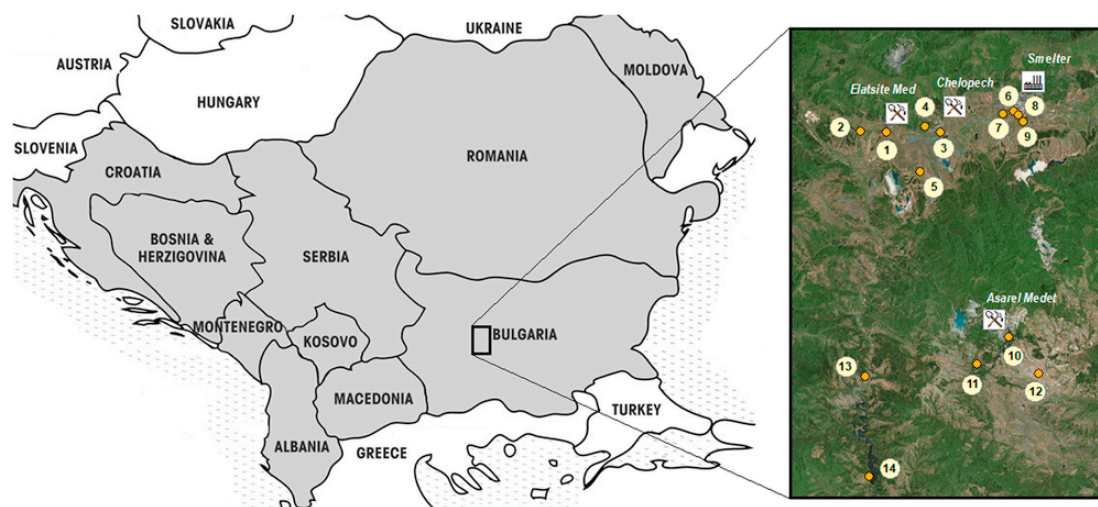 SLOVAKIA
UKRAINE
AUSTRIA
MOLDOVA
HUNGARY
SLOVENIA
ROMANIA
CROATIA
BOSNIA &
HERZIGOVINA
SERBIA
MONTENEGRO
KOSOVO
BULGARIA
MACEDONIA
ALBANIA
GREECE
TURKEY
Smelter
Chelopech
Elatsite Med
6
8
4
2
7
9
1
3
5
Asarel Medet
10
11
13
12
14